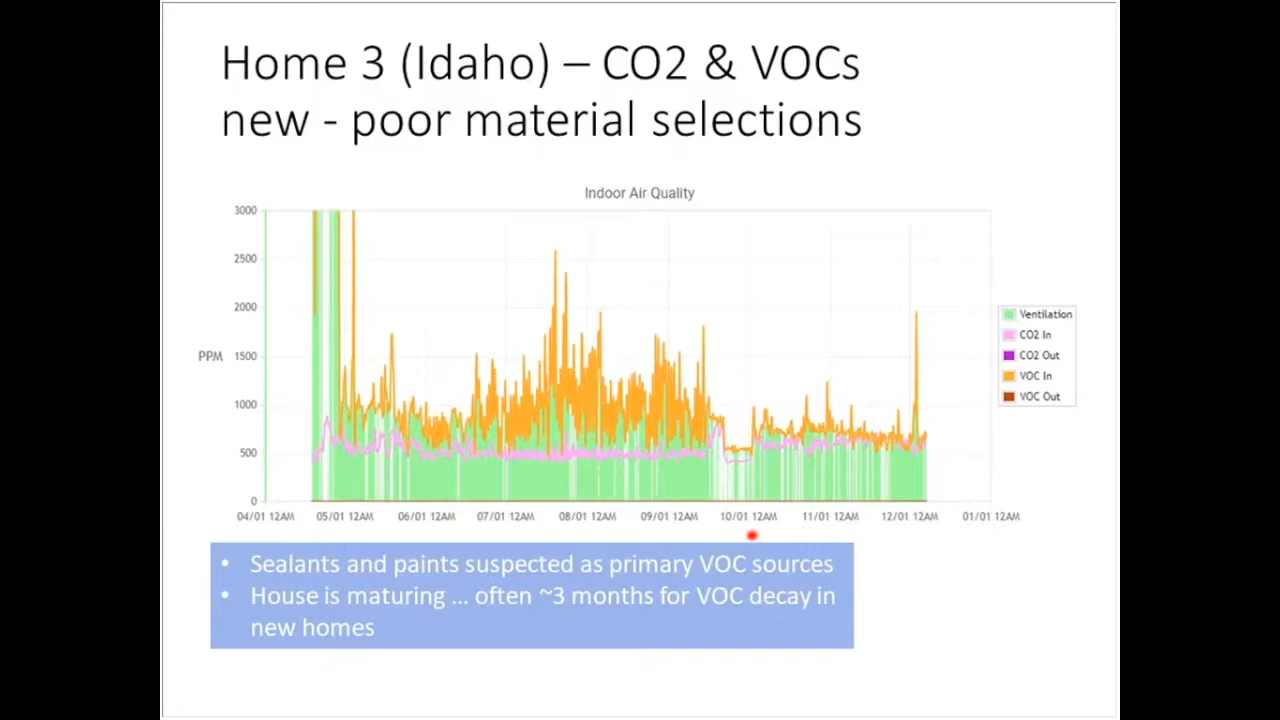 Home 3 (Idaho) – CO2 & VOCs
new - poor material selections
Indoor Air Quality
3000
2500
2000
PPM 1500
1000
500
0
04/01 12AM 05/01 12AM 06/01 12AM 07/01 12AM 08/01 12AM 09/01 12AM 10/01 12AM 11/01 12AM 12/01 12AM 01/01 12AM
Ventilation
CO2 In
CO2 Out
VOC In
VOC Out
• Sealants and paints suspected as primary VOC sources
• House is maturing ... often ~3 months for VOC decay in
new homes